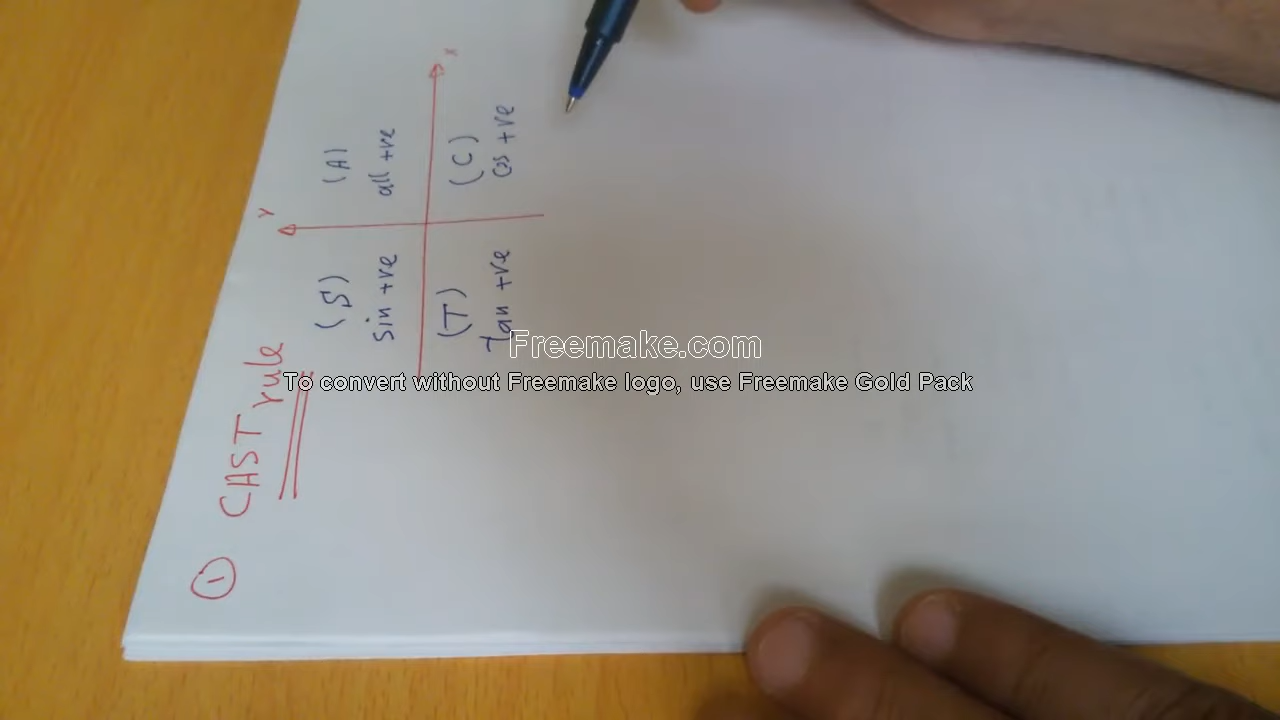 ① CAST rule
Y
(S)
(A)
sin +ve
all +ve
x
(T)
(C)
Tan +ve
cos +ve
Freemake.com
To convert without Freemake logo, use Freemake Gold Pack